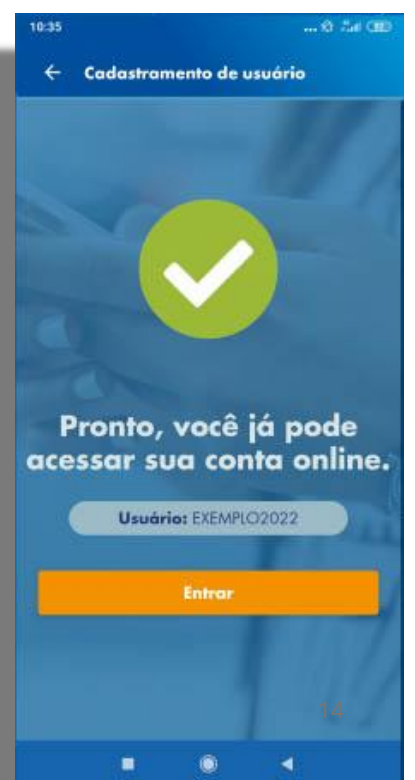 10:35
Cadastramento de usuário
Pronto, você já pode
acessar sua conta online.
Usuário: EXEMPLO2022
Entrar
14